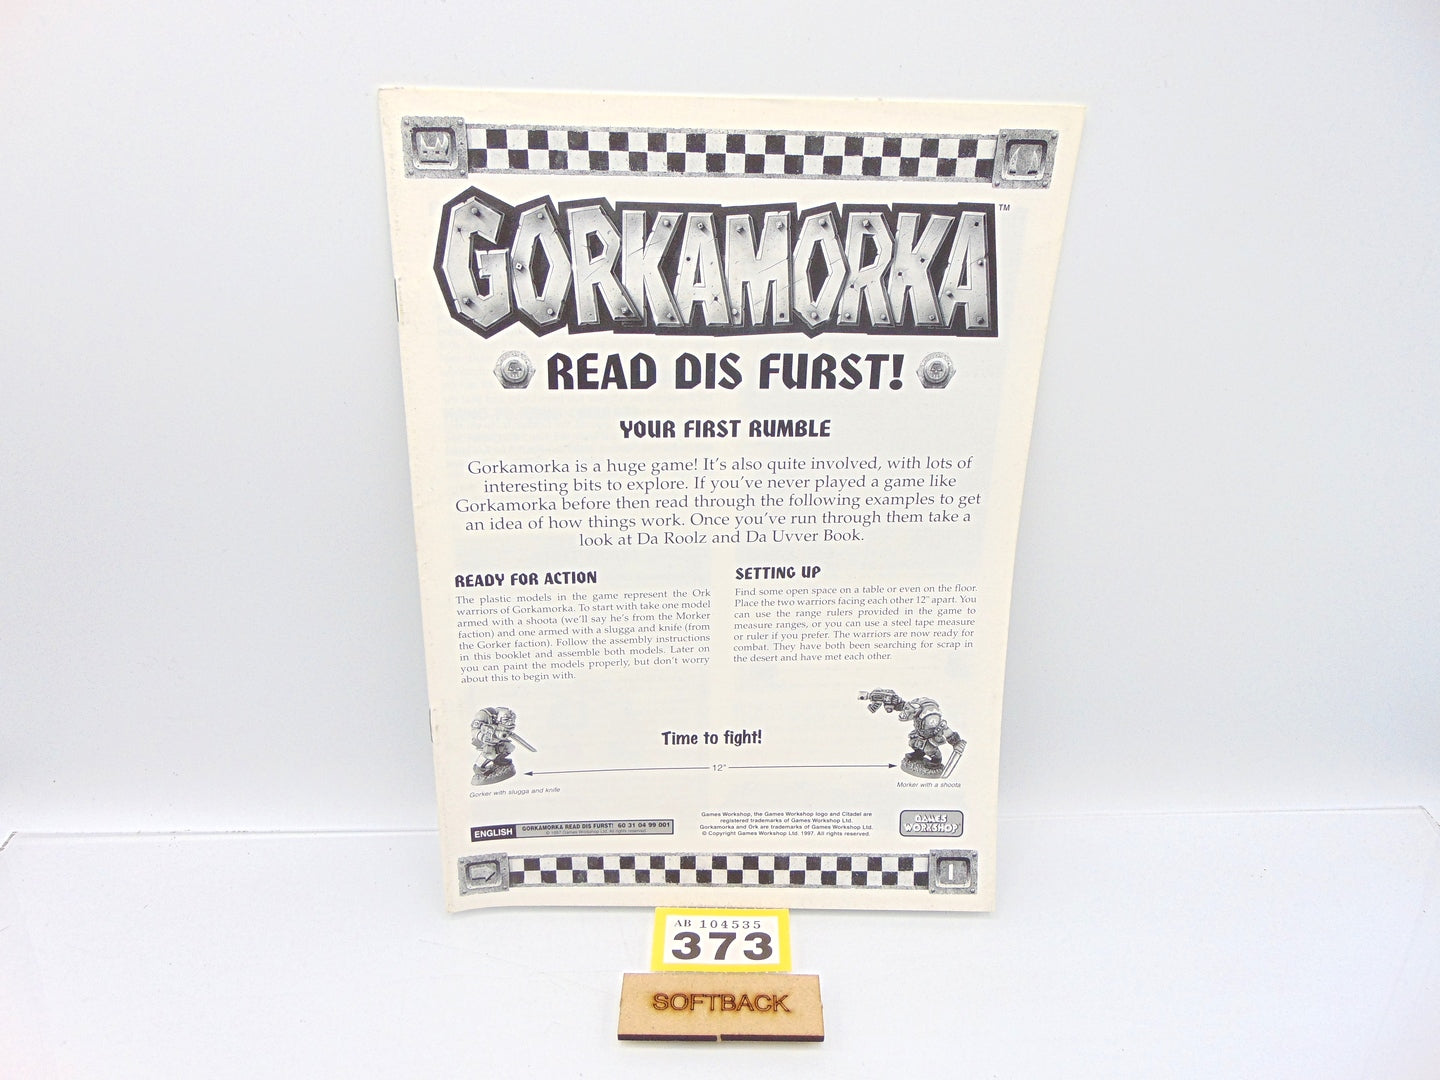 GORKAMORKA™
READ DIS FURST!
YOUR FIRST RUMBLE
Gorkamorka is a huge game! It's also quite involved, with lots of
interesting bits to explore. If you've never played a game like
Gorkamorka before then read through the following examples to get
an idea of how things work. Once you've run through them take a
look at Da Roolz and Da Uvver Book.
READY FOR ACTION
The plastic models in the game represent the Ork
warriors of Gorkamorka. To start with take one model
armed with a shoota (we'll say he's from the Morker
faction) and one armed with a slugga and knife (from
the Gorker faction). Follow the assembly instructions
in this booklet and assemble both models. Later on
you can paint the models properly, but don't worry
about this to begin with.
SETTING UP
Find some open space on a table or even on the floor.
Place the two warriors facing each other 12" apart. You
can use the range rulers provided in the game to
measure ranges, or you can use a steel tape measure
or ruler if you prefer. The warriors are now ready for
combat. They have both been searching for scrap in
the desert and have met each other.
Time to fight!
12"
Gorker with slugga and knife
Morker with a shoota
ENGLISH
GORKAMORKA READ DIS FURST! 60 31 04 99 001
© 1997 Games Workshop Ltd. All rights reserved.
Games Workshop, the Games Workshop logo and Citadel are
registered trademarks of Games Workshop Ltd.
Gorkamorka and Ork are trademarks of Games Workshop Ltd.
© Copyright Games Workshop Ltd. 1997. All rights reserved.
GAMES
WORKSHOP
1
AB 104535
373
SOFTBACK